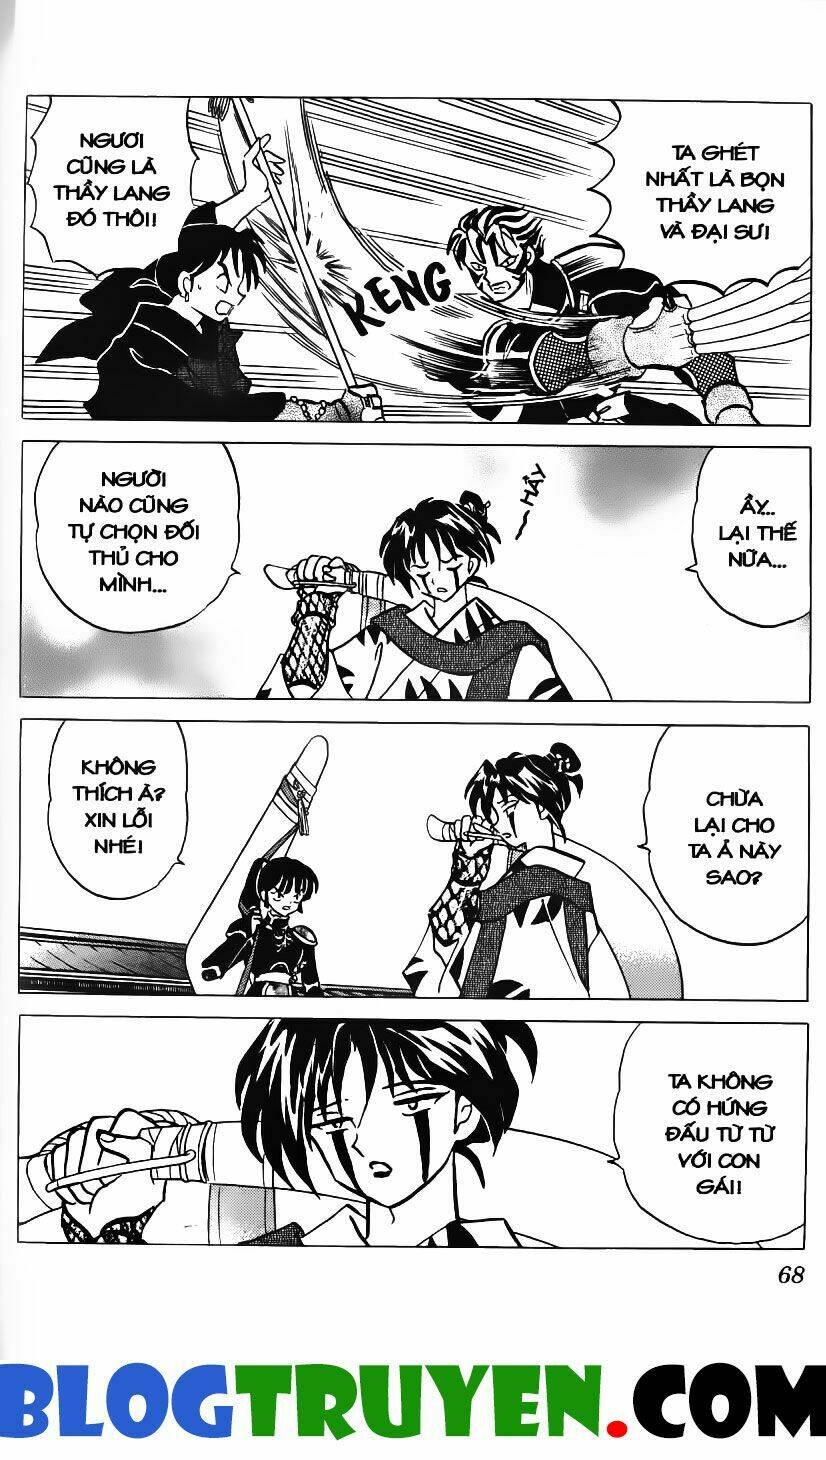 TA GHÉT
NHẤT LÀ BỌN
THẦY LANG
VÀ ĐẠI SƯ!
NGƯƠI
CŨNG LÀ
THẦY LANG
ĐÓ THÔI!
KENG
ẦY...
LẠI THẾ
NỮA...
HẦY
NGƯỜI
NÀO CŨNG
TỰ CHỌN ĐỐI
THỦ CHO
MÌNH...
CHỪA
LẠI CHO
TA Ả NÀY
SAO?
KHÔNG
THÍCH À?
XIN LỖI
NHÉ!
TA KHÔNG
CÓ HỨNG
ĐẤU TỪ TỪ
VỚI CON
GÁI!
68
BLOGTRUYEN.COM